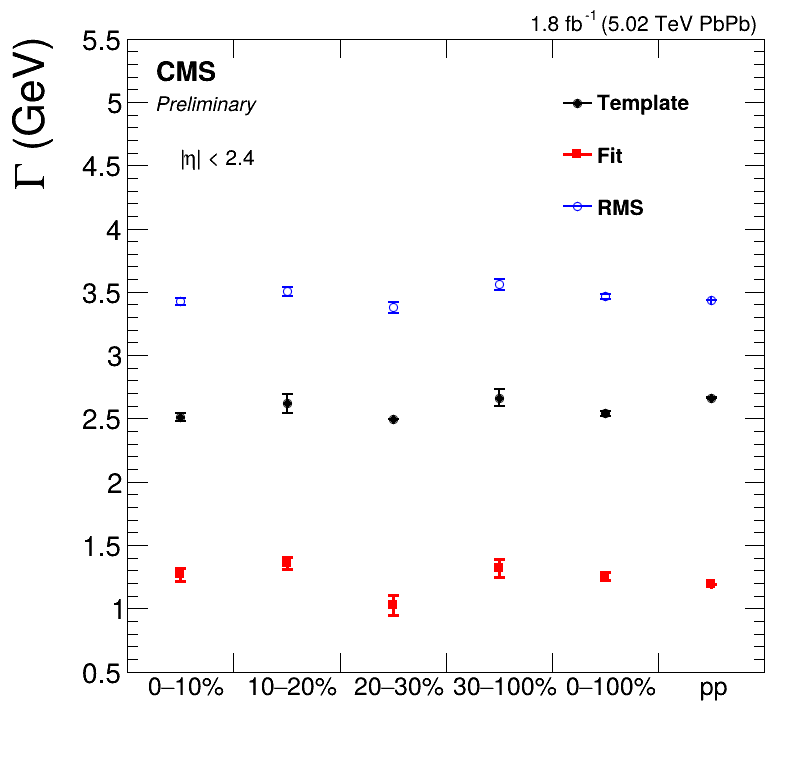 1.8 fb⁻¹ (5.02 TeV PbPb)
Γ (GeV)
CMS
Preliminary
|η| < 2.4
Template
Fit
RMS
5.5
5
4.5
4
3.5
3
2.5
2
1.5
1
0.5
0–10% 10–20% 20–30% 30–100% 0–100% pp